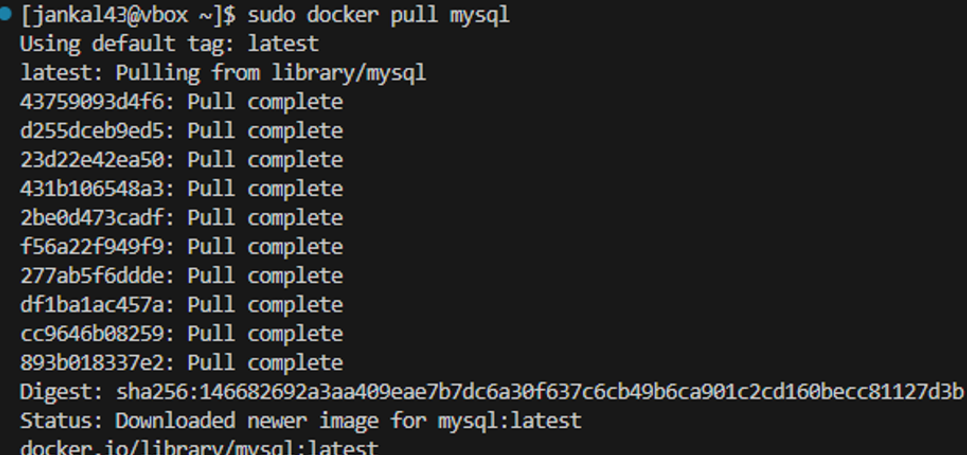 [jankal43@vbox ~]$ sudo docker pull mysql
Using default tag: latest
latest: Pulling from library/mysql
43759093d4f6: Pull complete
d255dceb9ed5: Pull complete
23d22e42ea50: Pull complete
431b106548a3: Pull complete
2be0d473cadf: Pull complete
f56a22f949f9: Pull complete
277ab5f6ddde: Pull complete
df1ba1ac457a: Pull complete
cc9646b08259: Pull complete
893b018337e2: Pull complete
Digest: sha256:146682692a3aa409eae7b7dc6a30f637c6cb49b6ca901c2cd160becc81127d3b
Status: Downloaded newer image for mysql:latest
docker.io/library/mysql:latest